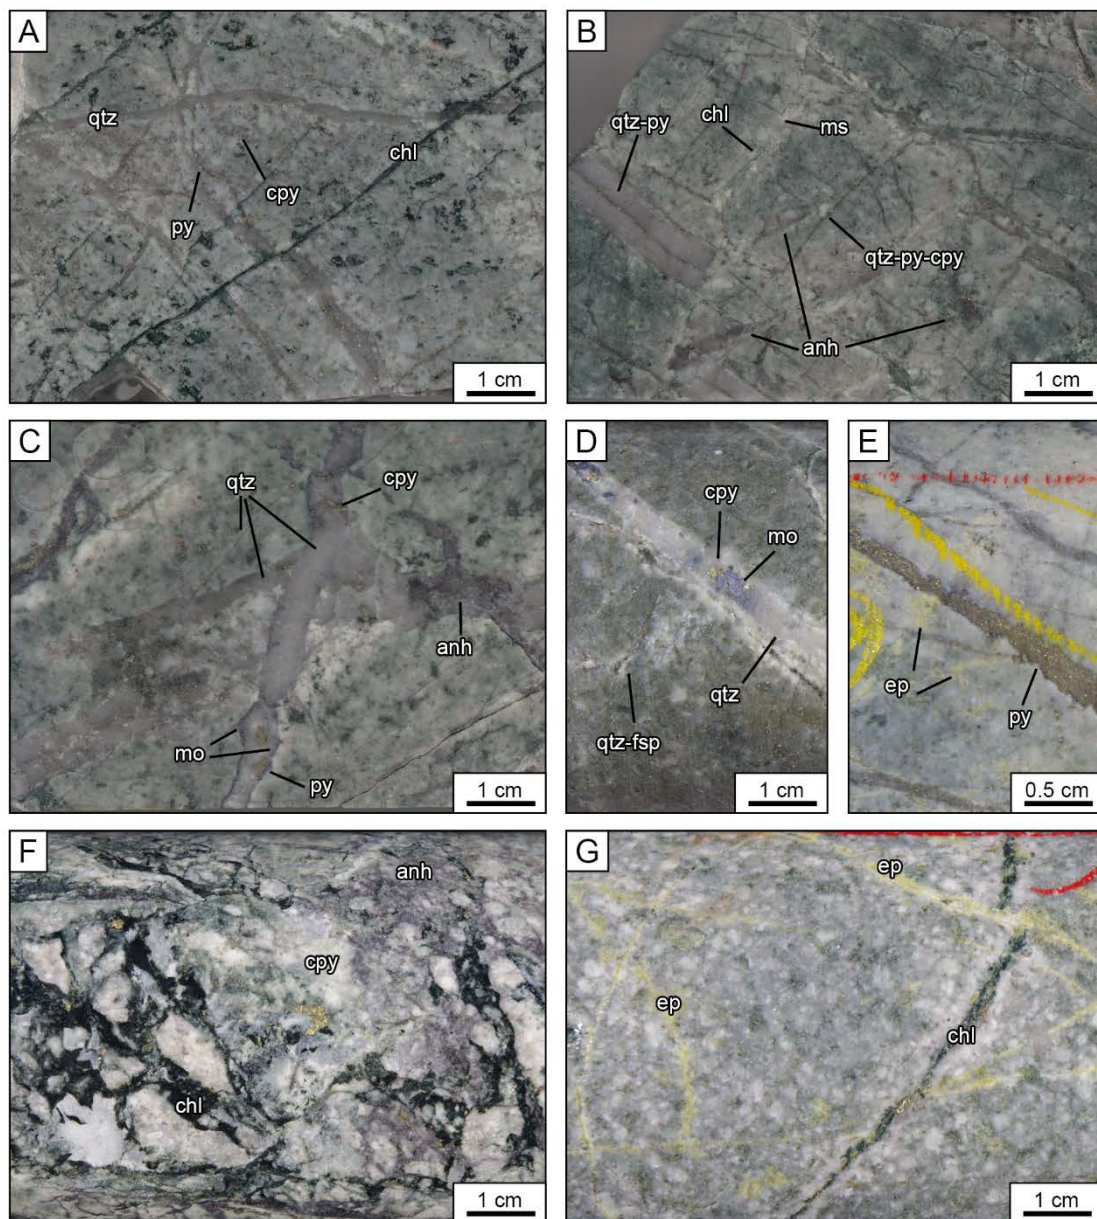 A
qtz
chl
cpy
py
1 cm
B
qtz-py
chl
ms
qtz-py-cpy
anh
1 cm
C
qtz
cpy
anh
mo
py
1 cm
D
cpy
mo
qtz
qtz-fsp
1 cm
E
ep
py
0.5 cm
F
anh
cpy
chl
1 cm
G
ep
ep
chl
1 cm